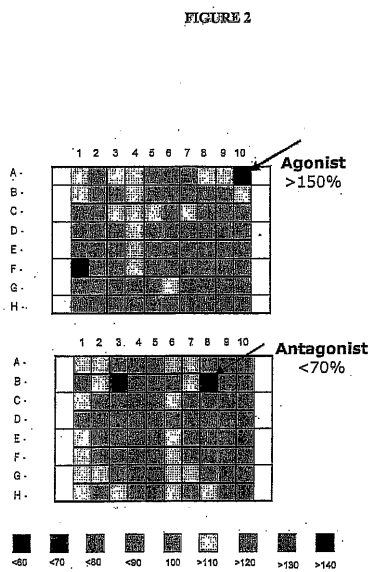 FIGURE 2
1 2 3 4 5 6 7 8 9 10
A
B
C
D
E
F
G
H
Agonist
>150%
1 2 3 4 5 6 7 8 9 10
A
B
C
D
E
F
G
H
Antagonist
<70%
<60 <70 <80 <90 100 >110 >120 >130 >140